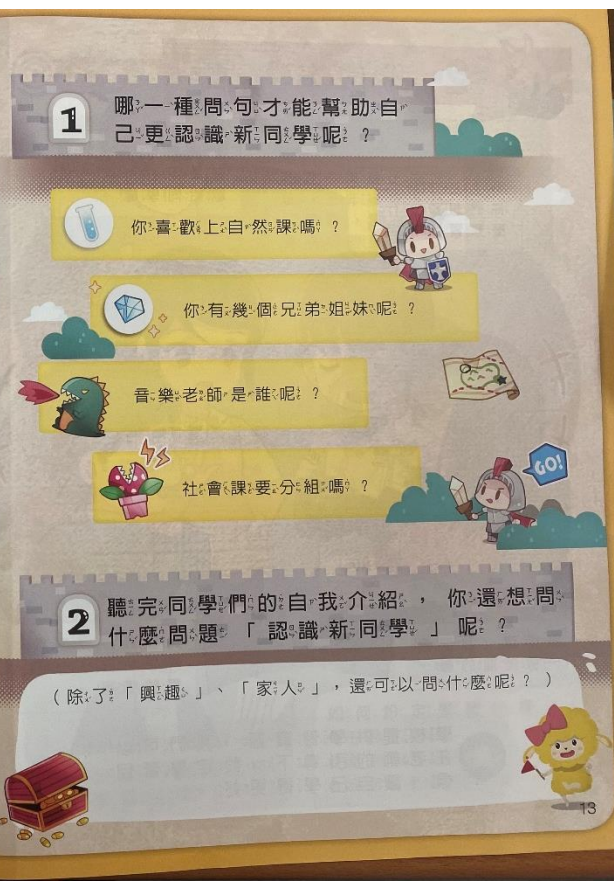 1
哪一種問句才能幫助自
己更認識新同學呢？
你喜歡上自然課嗎？
你有幾個兄弟姐妹呢？
音樂老師是誰呢？
社會課要分組嗎？
GO!
2
聽完同學們的自我介紹，你還想問
什麼問題「認識新同學」呢？
（除了「興趣」、「家人」，還可以問什麼呢？）
13